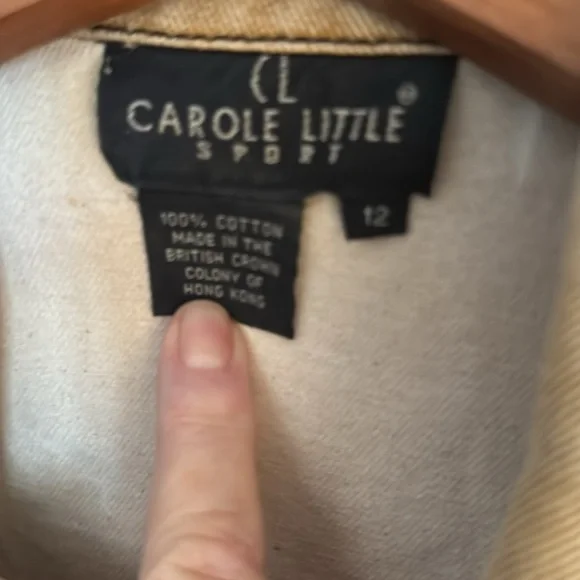 CL
CAROLE LITTLE®
SPORT
12
100% COTTON
MADE IN THE
BRITISH CROWN
COLONY OF
HONG KONG